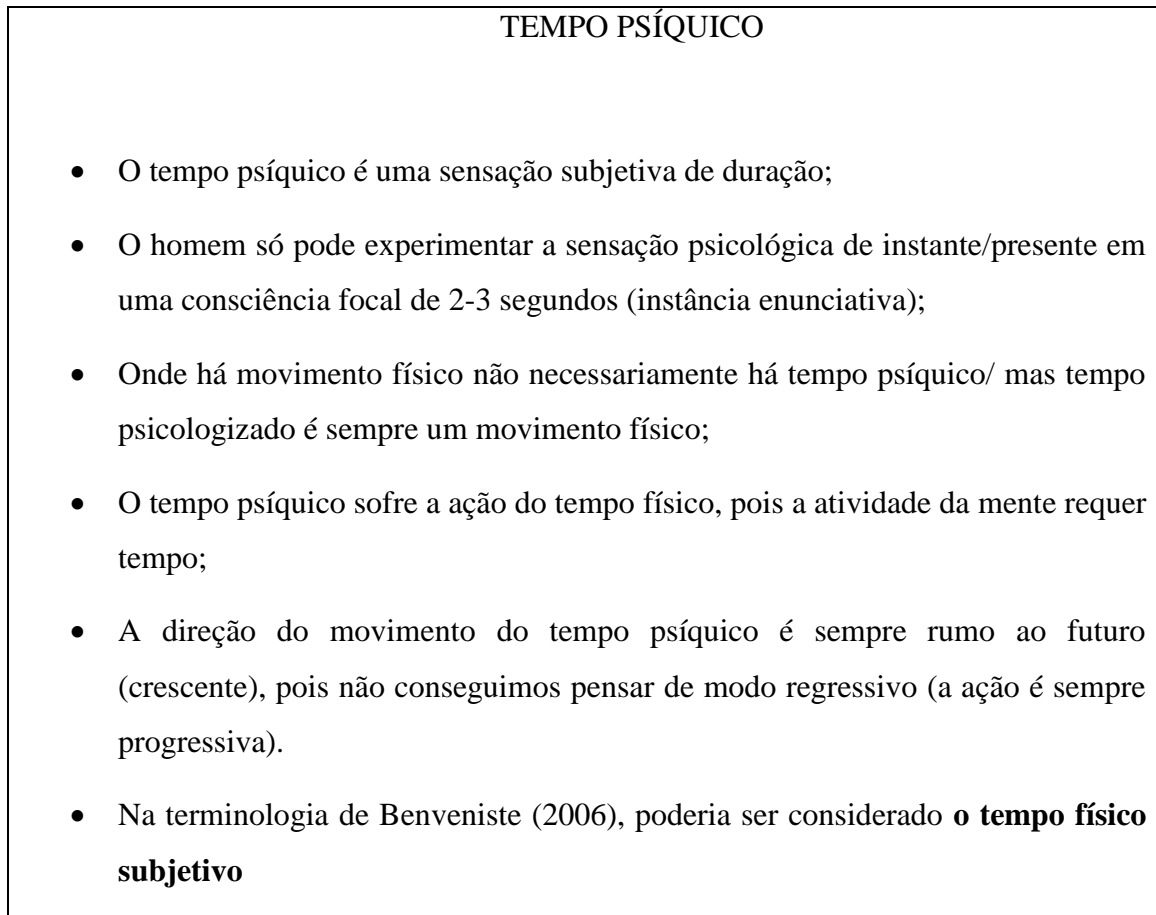 TEMPO PSÍQUICO
• O tempo psíquico é uma sensação subjetiva de duração;
• O homem só pode experimentar a sensação psicológica de instante/presente em
uma consciência focal de 2-3 segundos (instância enunciativa);
• Onde há movimento físico não necessariamente há tempo psíquico/ mas tempo
psicologizado é sempre um movimento físico;
• O tempo psíquico sofre a ação do tempo físico, pois a atividade da mente requer
tempo;
• A direção do movimento do tempo psíquico é sempre rumo ao futuro
(crescente), pois não conseguimos pensar de modo regressivo (a ação é sempre
progressiva).
• Na terminologia de Benveniste (2006), poderia ser considerado o tempo físico
subjetivo